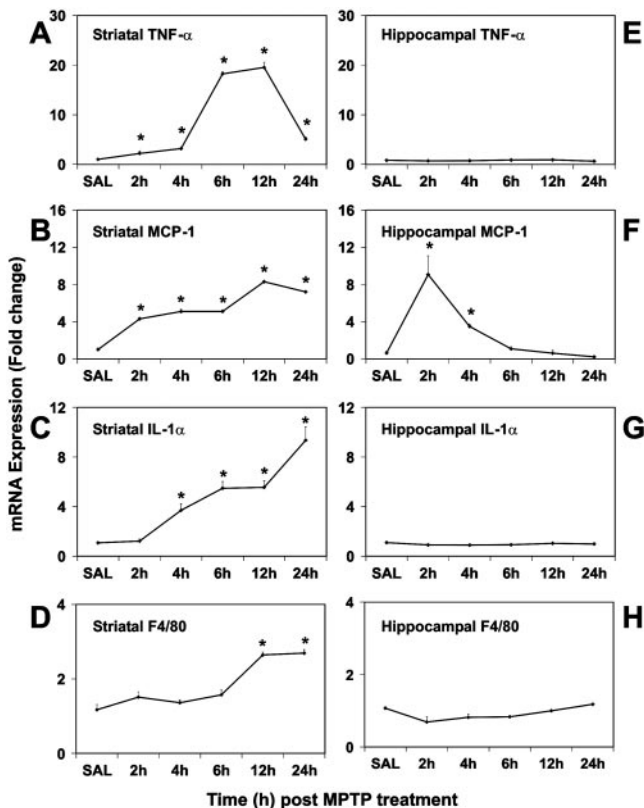 A
Striatal TNF-α
30
20
10
0
SAL 2h 4h 6h 12h 24h
* * * * *
E
Hippocampal TNF-α
30
20
10
0
SAL 2h 4h 6h 12h 24h
B
Striatal MCP-1
16
12
8
4
0
SAL 2h 4h 6h 12h 24h
* * * * *
F
Hippocampal MCP-1
16
12
8
4
0
SAL 2h 4h 6h 12h 24h
* *
C
Striatal IL-1α
12
8
4
0
SAL 2h 4h 6h 12h 24h
* * * *
G
Hippocampal IL-1α
12
8
4
0
SAL 2h 4h 6h 12h 24h
D
Striatal F4/80
4
2
0
SAL 2h 4h 6h 12h 24h
* *
H
Hippocampal F4/80
4
2
0
SAL 2h 4h 6h 12h 24h
mRNA Expression (Fold change)
Time (h) post MPTP treatment